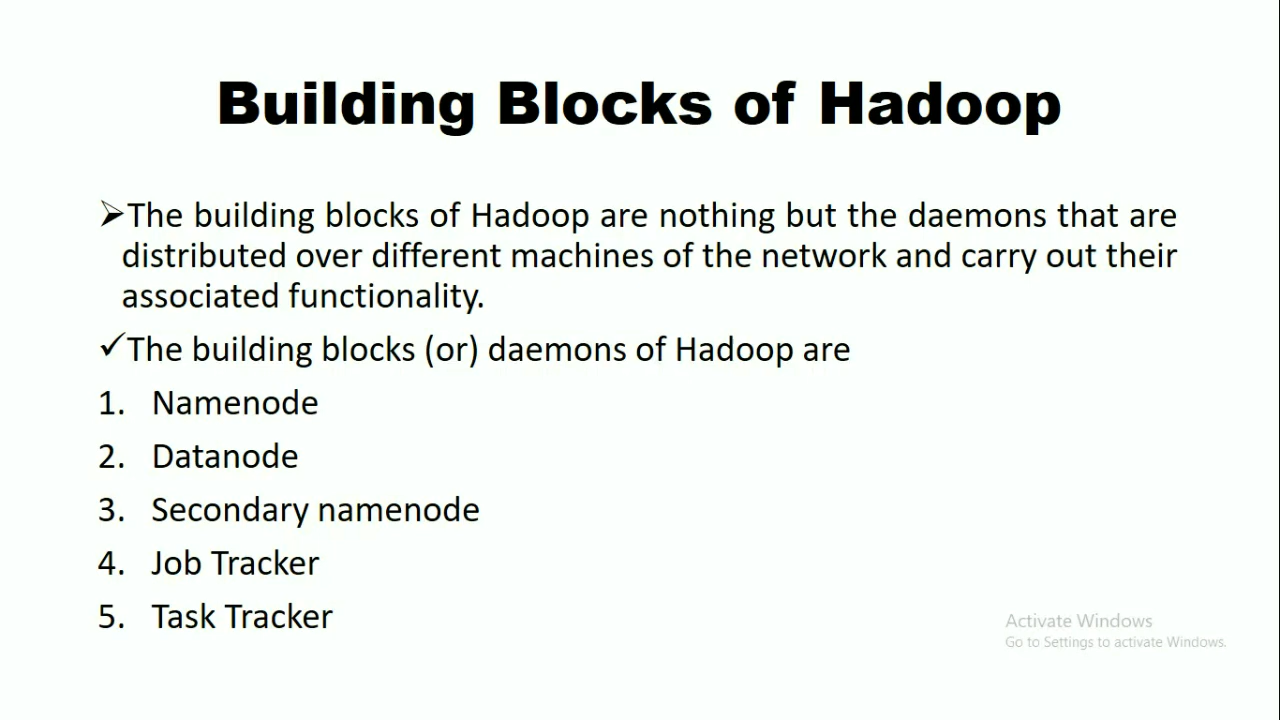 Building Blocks of Hadoop
➢The building blocks of Hadoop are nothing but the daemons that are
distributed over different machines of the network and carry out their
associated functionality.
✓The building blocks (or) daemons of Hadoop are
1. Namenode
2. Datanode
3. Secondary namenode
4. Job Tracker
5. Task Tracker
Activate Windows
Go to Settings to activate Windows.